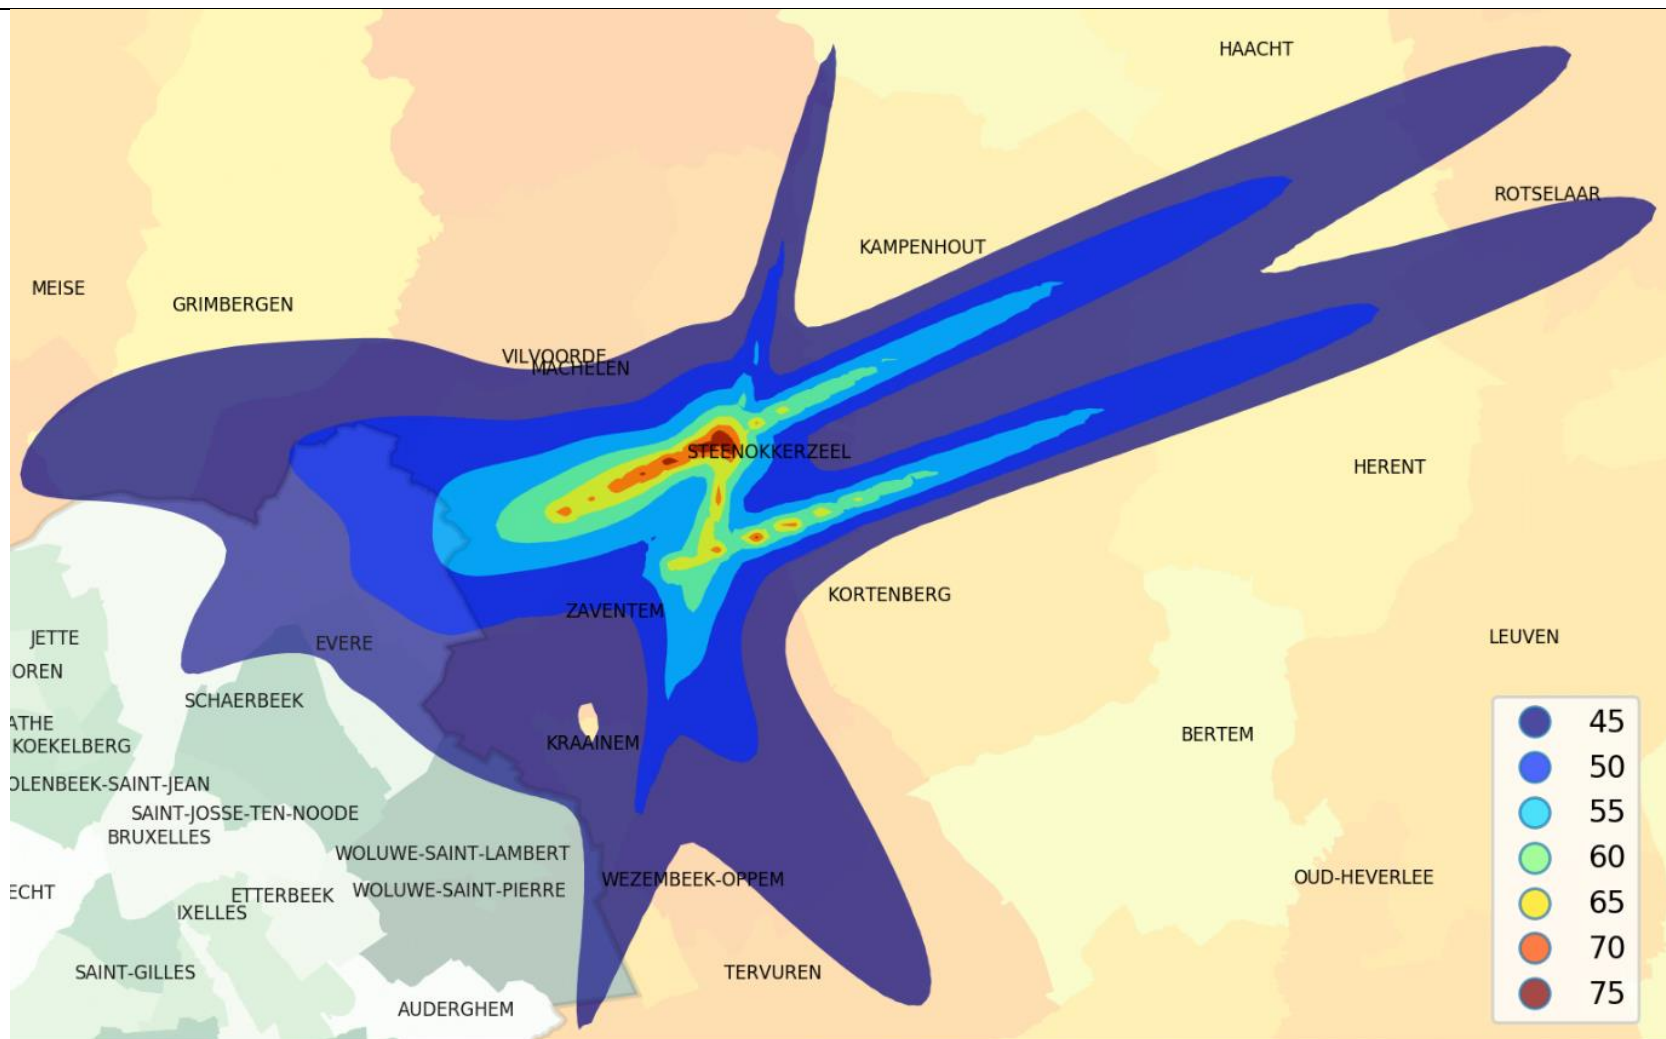 HAACHT
ROTSELAAR
KAMPENHOUT
MEISE
GRIMBERGEN
VILVOORDE
MACHELEN
STEENOKKERZEEL
HERENT
KORTENBERG
ZAVENTEM
LEUVEN
JETTE
EVERE
OREN
SCHAERBEEK
ATHE
KOEKELBERG
KRAAINEM
BERTEM
OLENBEEK-SAINT-JEAN
SAINT-JOSSE-TEN-NOODE
BRUXELLES
WOLUWE-SAINT-LAMBERT
WEZEMBEEK-OPPEM
OUD-HEVERLEE
ECHT
ETTERBEEK
WOLUWE-SAINT-PIERRE
IXELLES
SAINT-GILLES
TERVUREN
AUDERGHEM
45
50
55
60
65
70
75